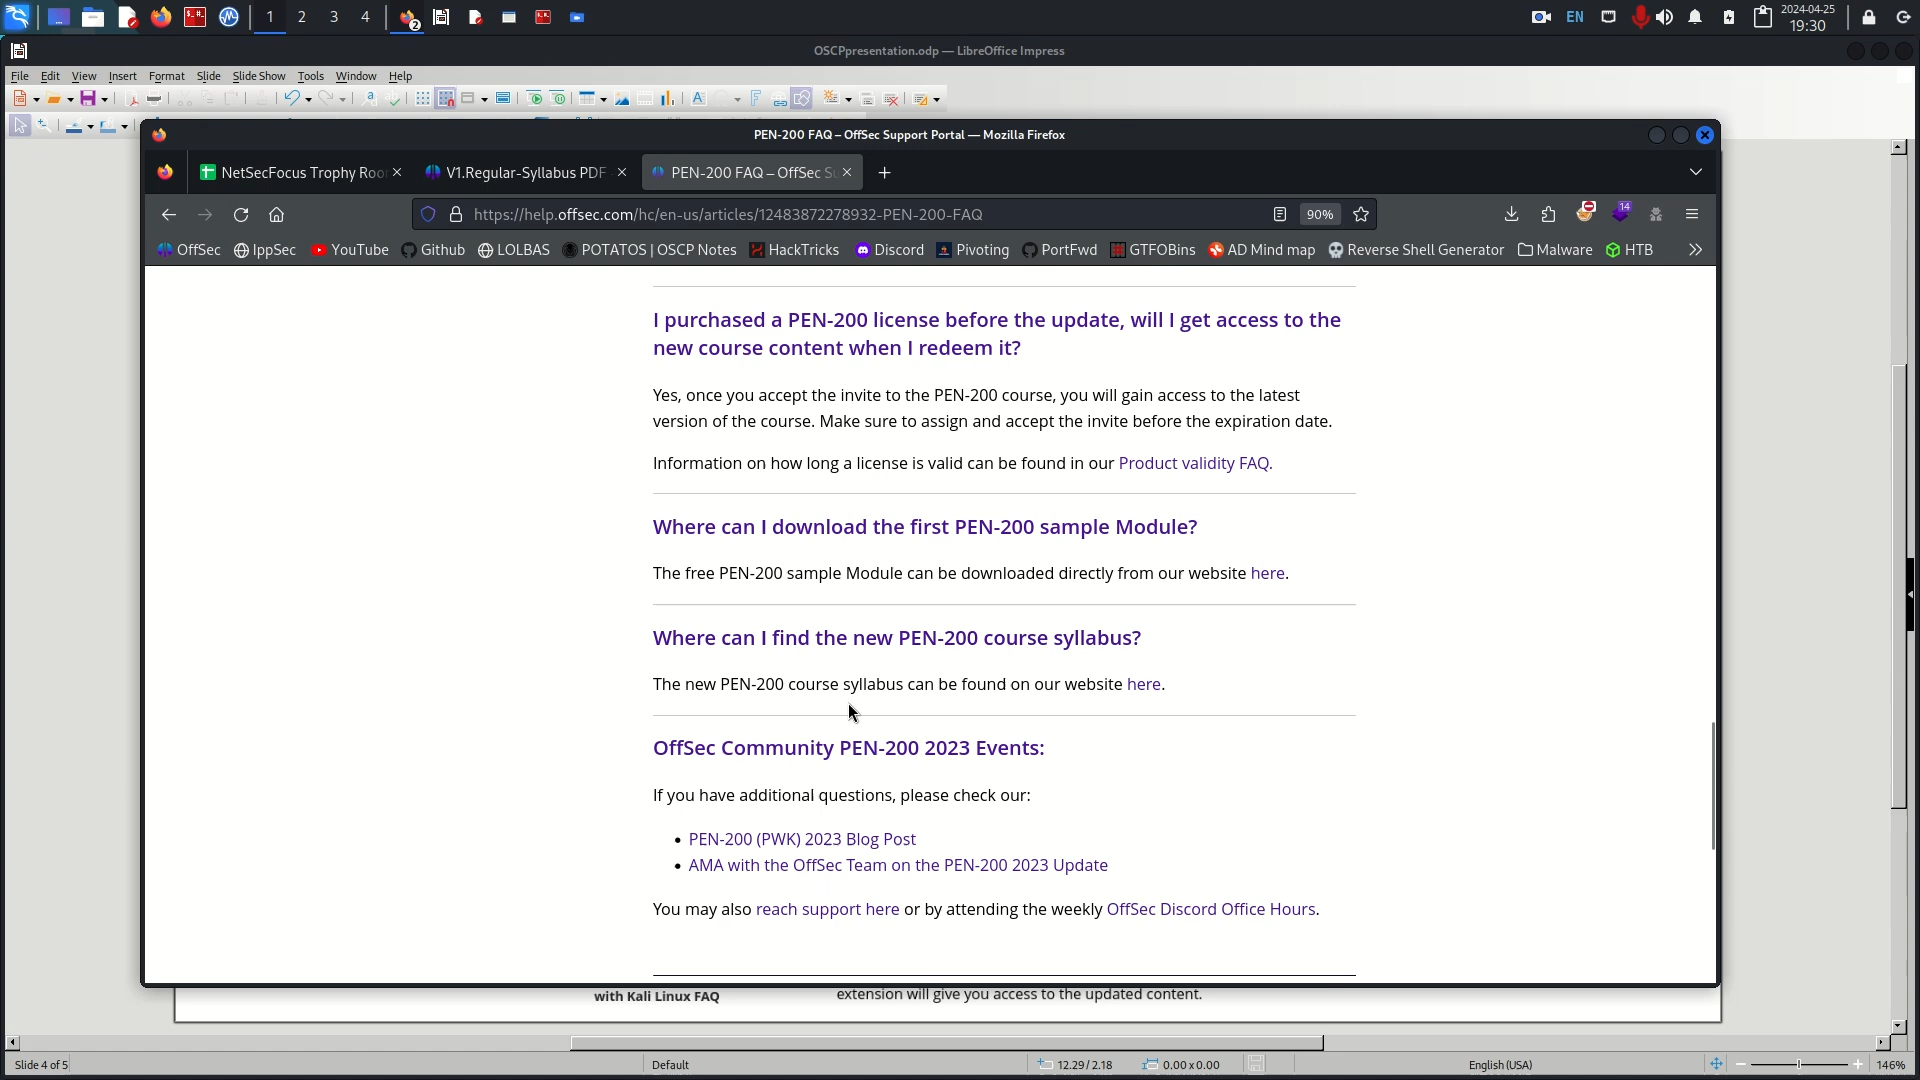 1 2 3 4 2 EN 2024-04-25
19:30
OSCPpresentation.odp — LibreOffice Impress
File Edit View Insert Format Slide Slide Show Tools Window Help
PEN-200 FAQ – OffSec Support Portal — Mozilla Firefox
NetSecFocus Trophy Roo V1.Regular-Syllabus PDF PEN-200 FAQ – OffSec Su
https://help.offsec.com/hc/en-us/articles/12483872278932-PEN-200-FAQ 90% 14
OffSec IppSec YouTube Github LOLBAS POTATOS | OSCP Notes HackTricks Discord Pivoting PortFwd GTFOBins AD Mind map Reverse Shell Generator Malware HTB
I purchased a PEN-200 license before the update, will I get access to the
new course content when I redeem it?
Yes, once you accept the invite to the PEN-200 course, you will gain access to the latest
version of the course. Make sure to assign and accept the invite before the expiration date.
Information on how long a license is valid can be found in our Product validity FAQ.
Where can I download the first PEN-200 sample Module?
The free PEN-200 sample Module can be downloaded directly from our website here.
Where can I find the new PEN-200 course syllabus?
The new PEN-200 course syllabus can be found on our website here.
OffSec Community PEN-200 2023 Events:
If you have additional questions, please check our:
• PEN-200 (PWK) 2023 Blog Post
• AMA with the OffSec Team on the PEN-200 2023 Update
You may also reach support here or by attending the weekly OffSec Discord Office Hours.
with Kali Linux FAQ extension will give you access to the updated content.
Slide 4 of 5 Default 12.29 / 2.18 0.00 x 0.00 English (USA) 146%